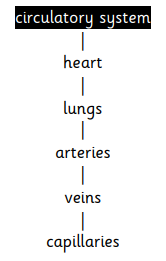 circulatory system
heart
lungs
arteries
veins
capillaries